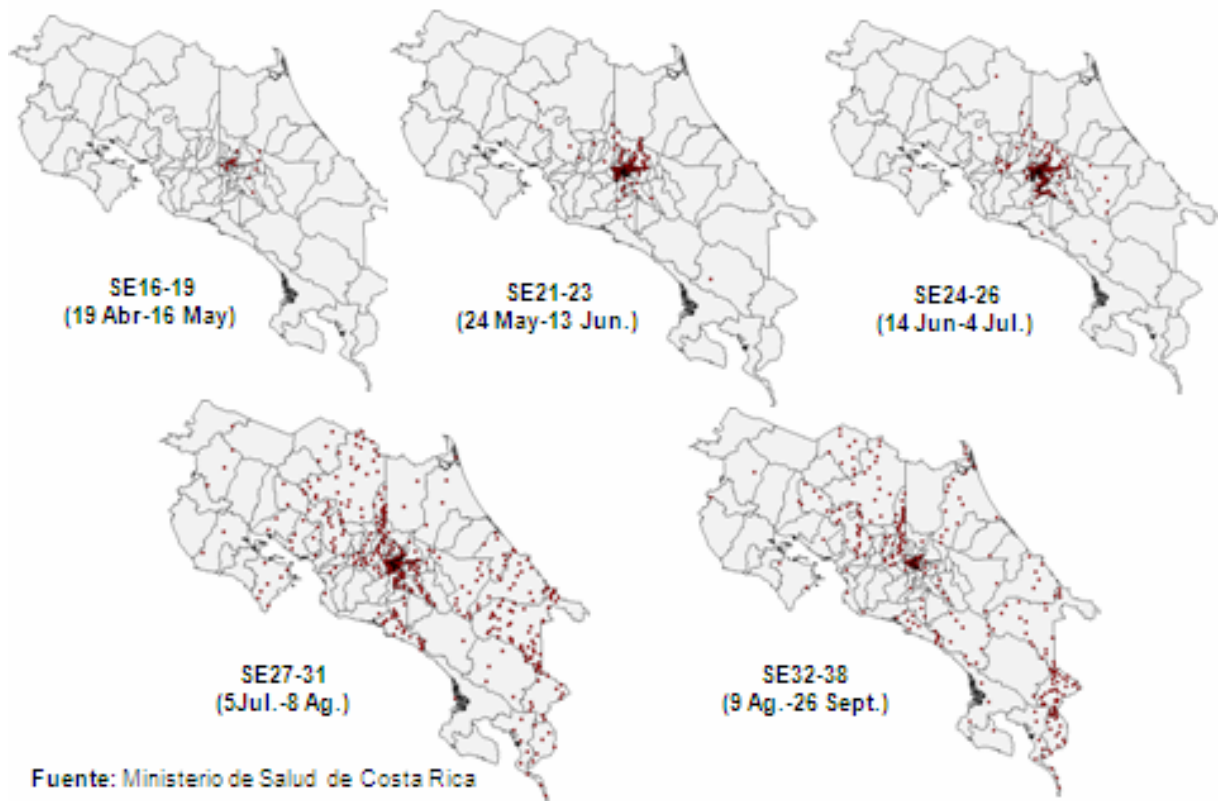 SE16-19
(19 Abr-16 May)
SE21-23
(24 May-13 Jun.)
SE24-26
(14 Jun-4 Jul.)
SE27-31
(5Jul.-8 Ag.)
SE32-38
(9 Ag.-26 Sept.)
Fuente: Ministerio de Salud de Costa Rica